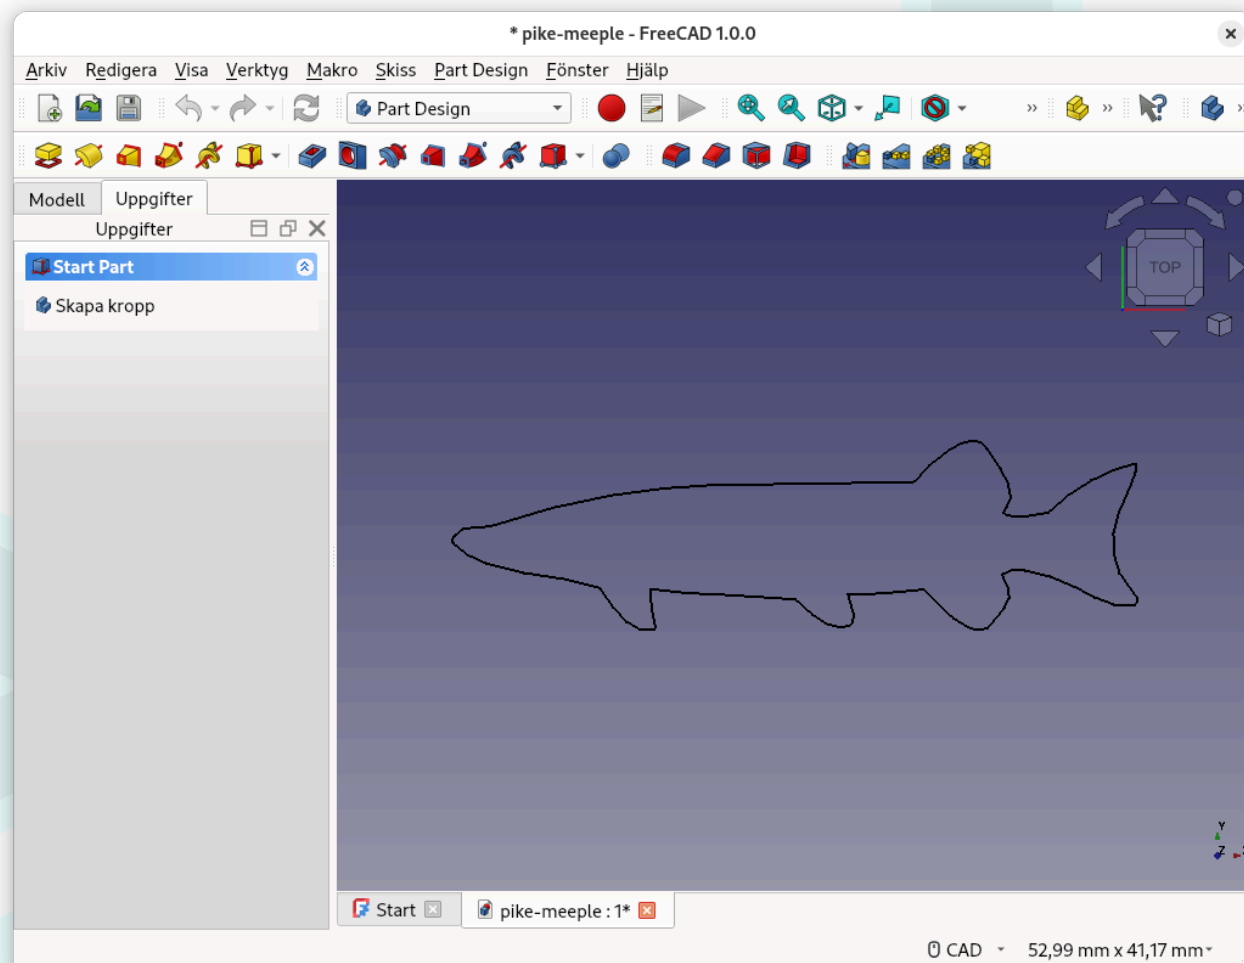 * pike-meeple - FreeCAD 1.0.0
Arkiv Redigera Visa Verktyg Makro Skiss Part Design Fönster Hjälp
Part Design
Modell Uppgifter
Uppgifter
Start Part
Skapa kropp
TOP
Y
Z
Start pike-meeple : 1*
CAD 52,99 mm x 41,17 mm